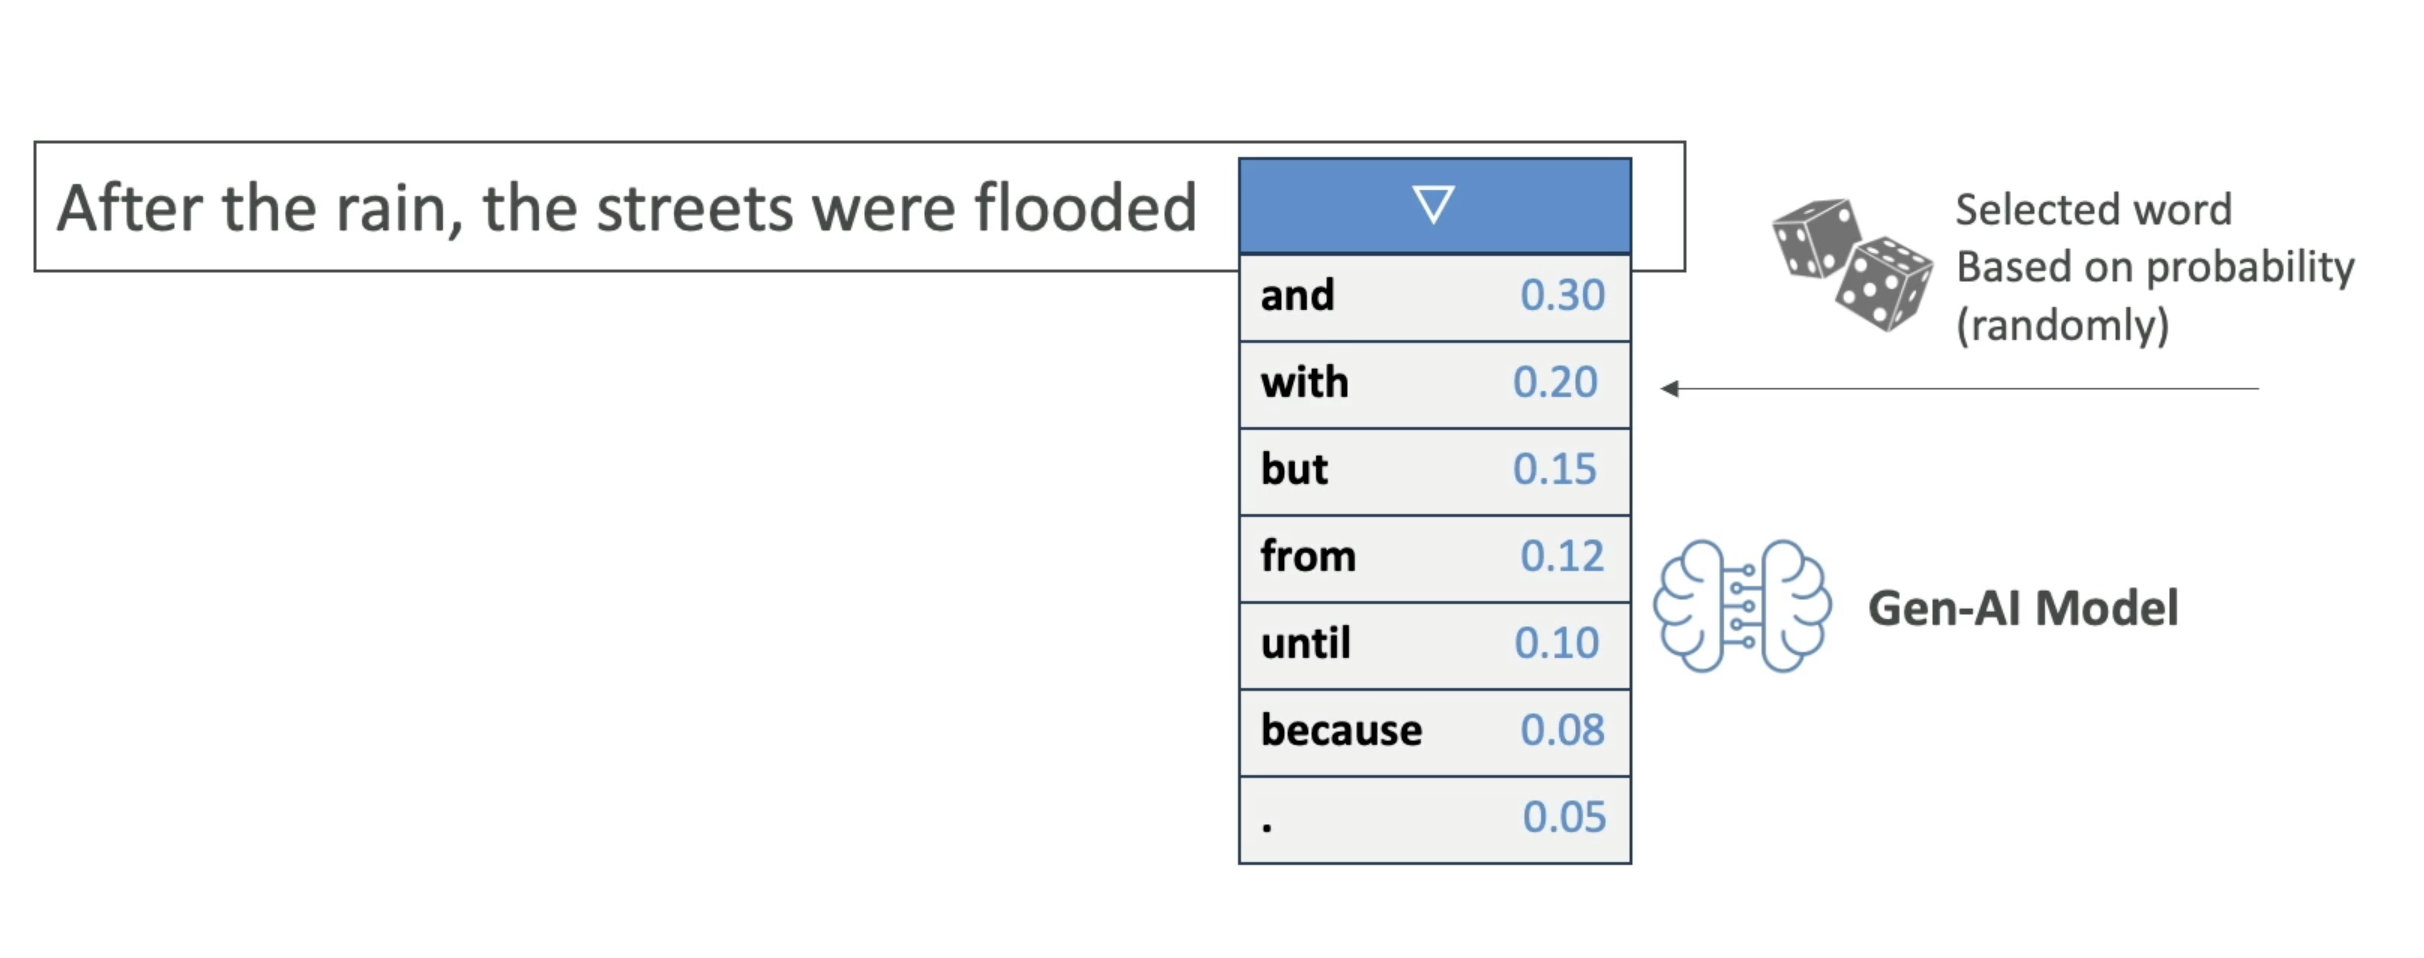 After the rain, the streets were flooded
and 0.30
with 0.20
but 0.15
from 0.12
until 0.10
because 0.08
. 0.05
Selected word
Based on probability
(randomly)
Gen-AI Model